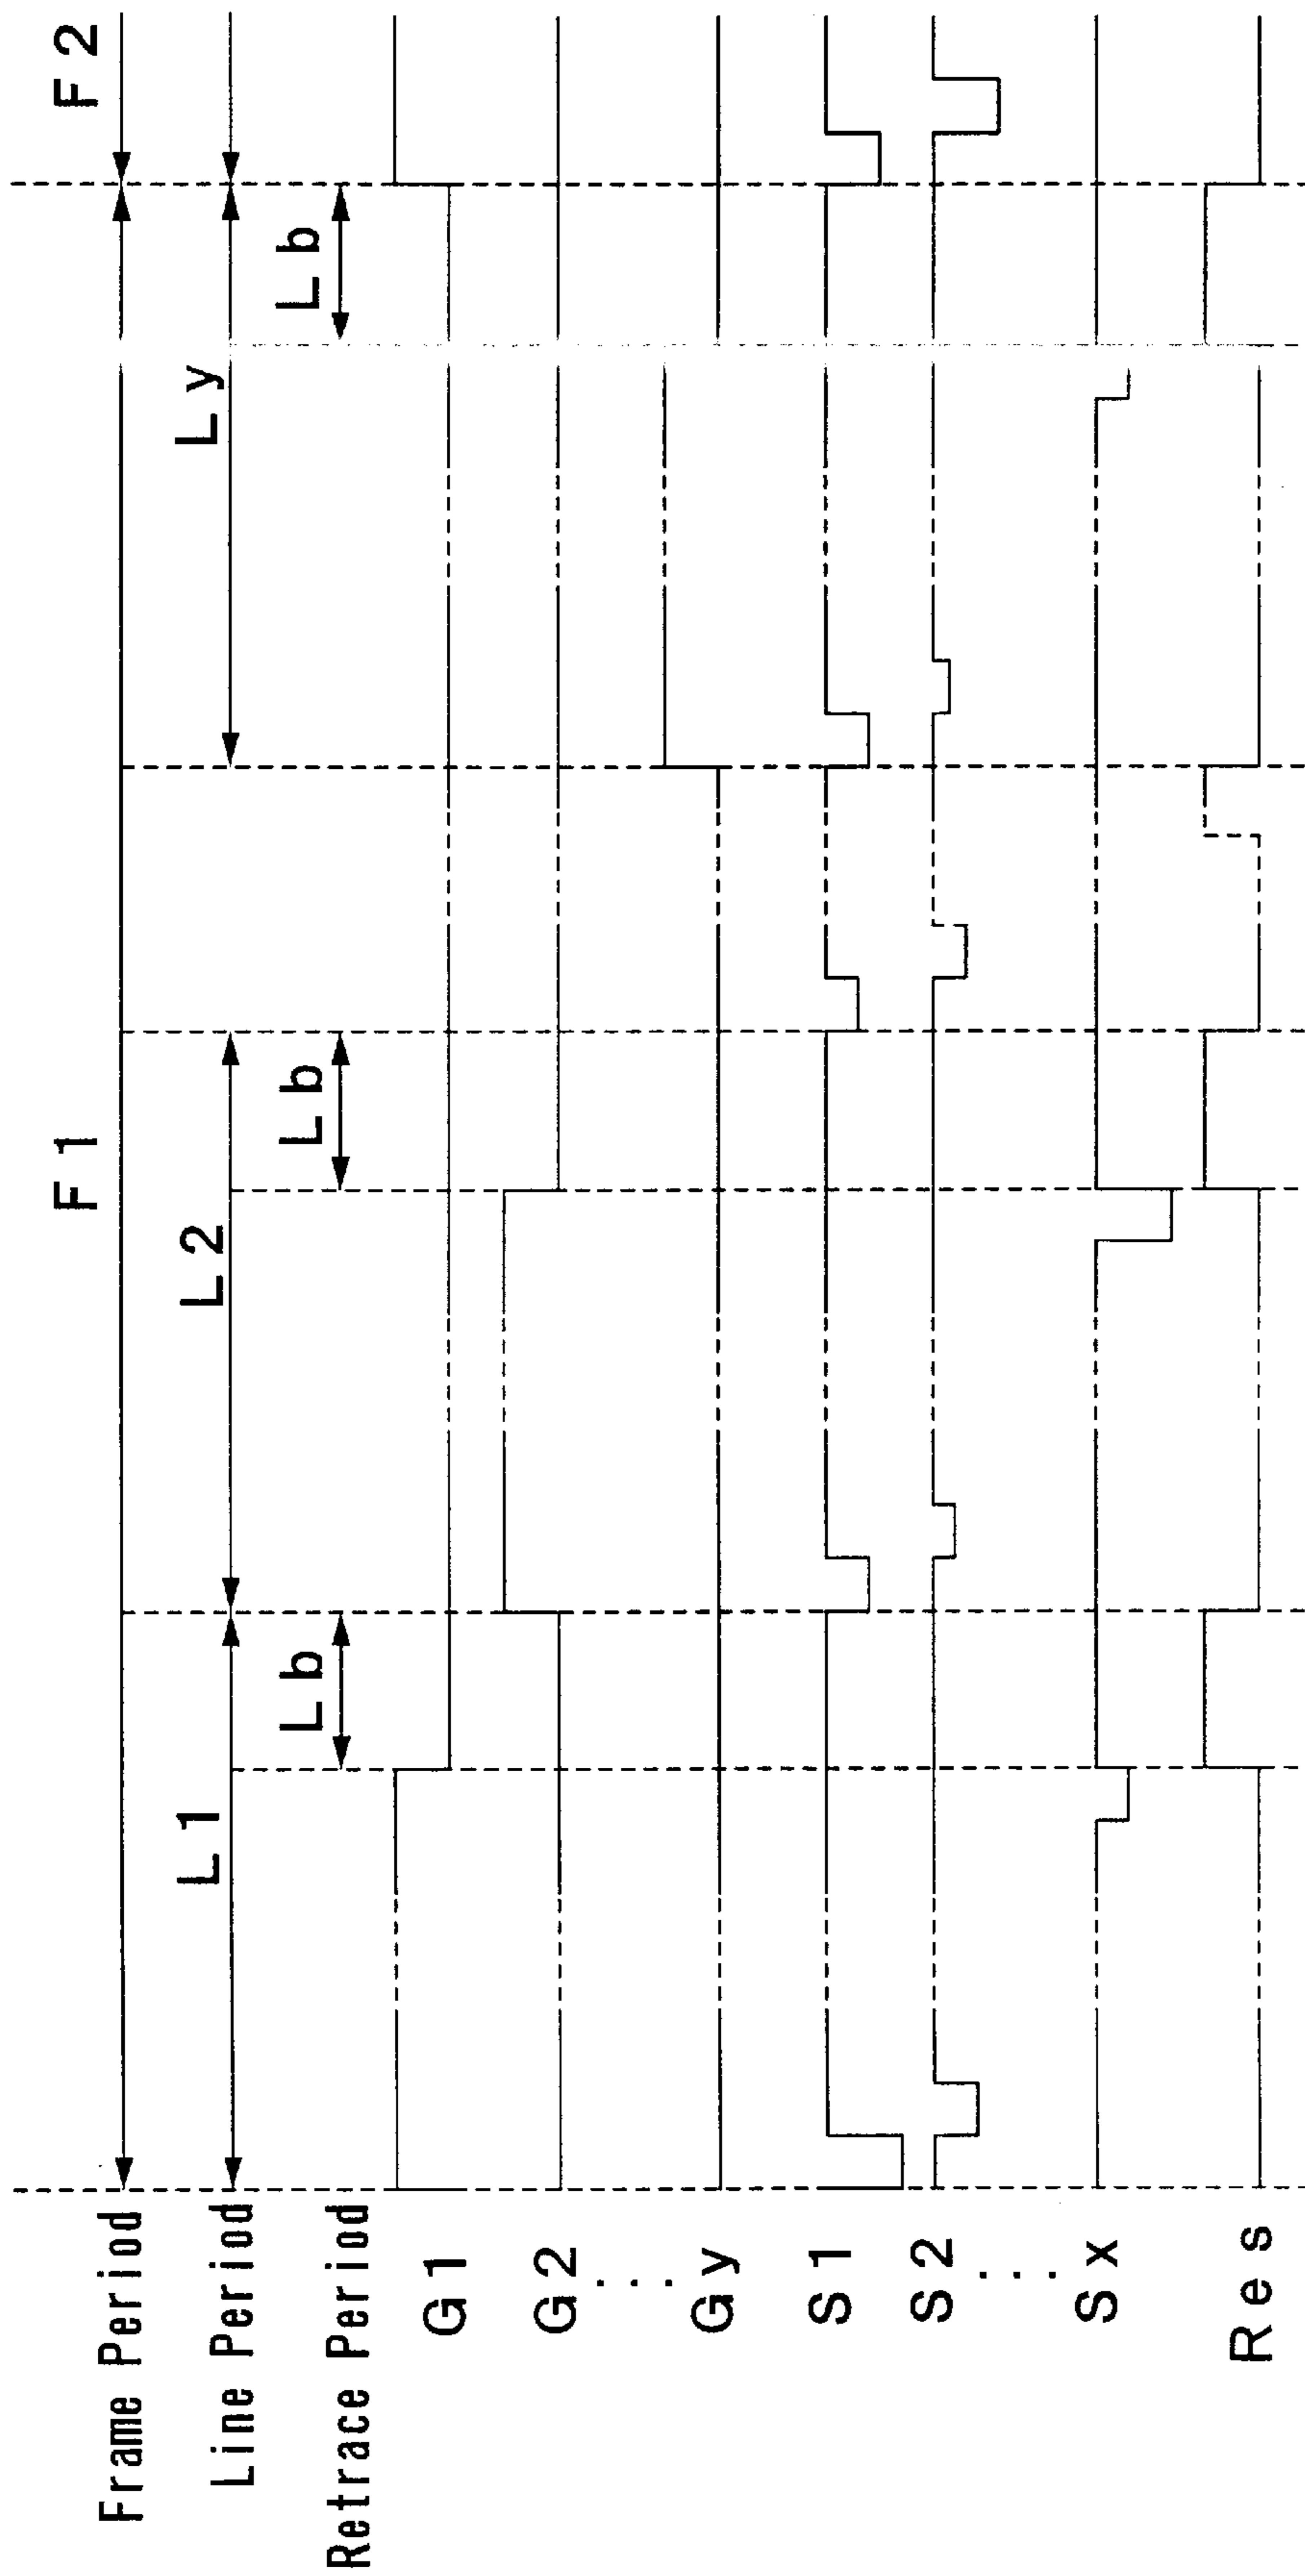 Frame Period
F1
F2
Line Period
L1
L2
Ly
Retrace Period
Lb
Lb
Lb
G1
G2
...
Gy
S1
S2
...
Sx
Res